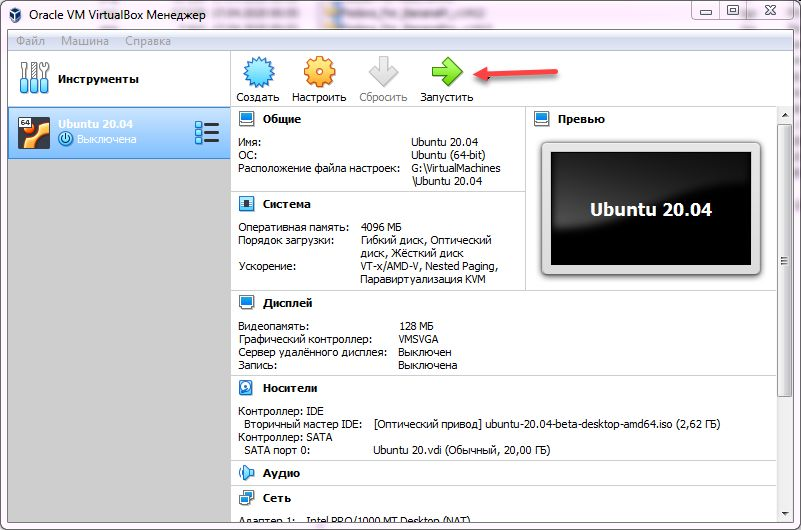 Oracle VM VirtualBox Менеджер
Файл Машина Справка
Инструменты
Создать Настроить Сбросить Запустить
64
Ubuntu 20.04
Выключена
Общие
Имя: Ubuntu 20.04
ОС: Ubuntu (64-bit)
Расположение файла настроек: G:\VirtualMachines
\Ubuntu 20.04
Превью
Ubuntu 20.04
Система
Оперативная память: 4096 МБ
Порядок загрузки: Гибкий диск, Оптический
диск, Жёсткий диск
Ускорение: VT-x/AMD-V, Nested Paging,
Паравиртуализация KVM
Дисплей
Видеопамять: 128 МБ
Графический контроллер: VMSVGA
Сервер удалённого дисплея: Выключен
Запись: Выключена
Носители
Контроллер: IDE
Вторичный мастер IDE: [Оптический привод] ubuntu-20.04-beta-desktop-amd64.iso (2,62 ГБ)
Контроллер: SATA
SATA порт 0: Ubuntu 20.vdi (Обычный, 20,00 ГБ)
Аудио
Сеть
Адаптер 1: Intel PRO/1000 MT Desktop (NAT)